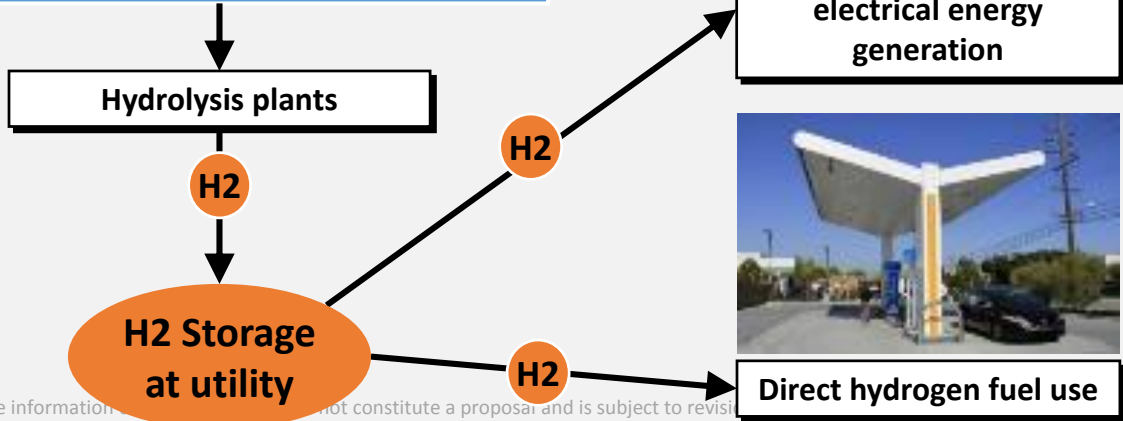 electrical energy
generation
Hydrolysis plants
H2
H2
H2 Storage
at utility
H2
Direct hydrogen fuel use
information
not constitute a proposal and is subject to